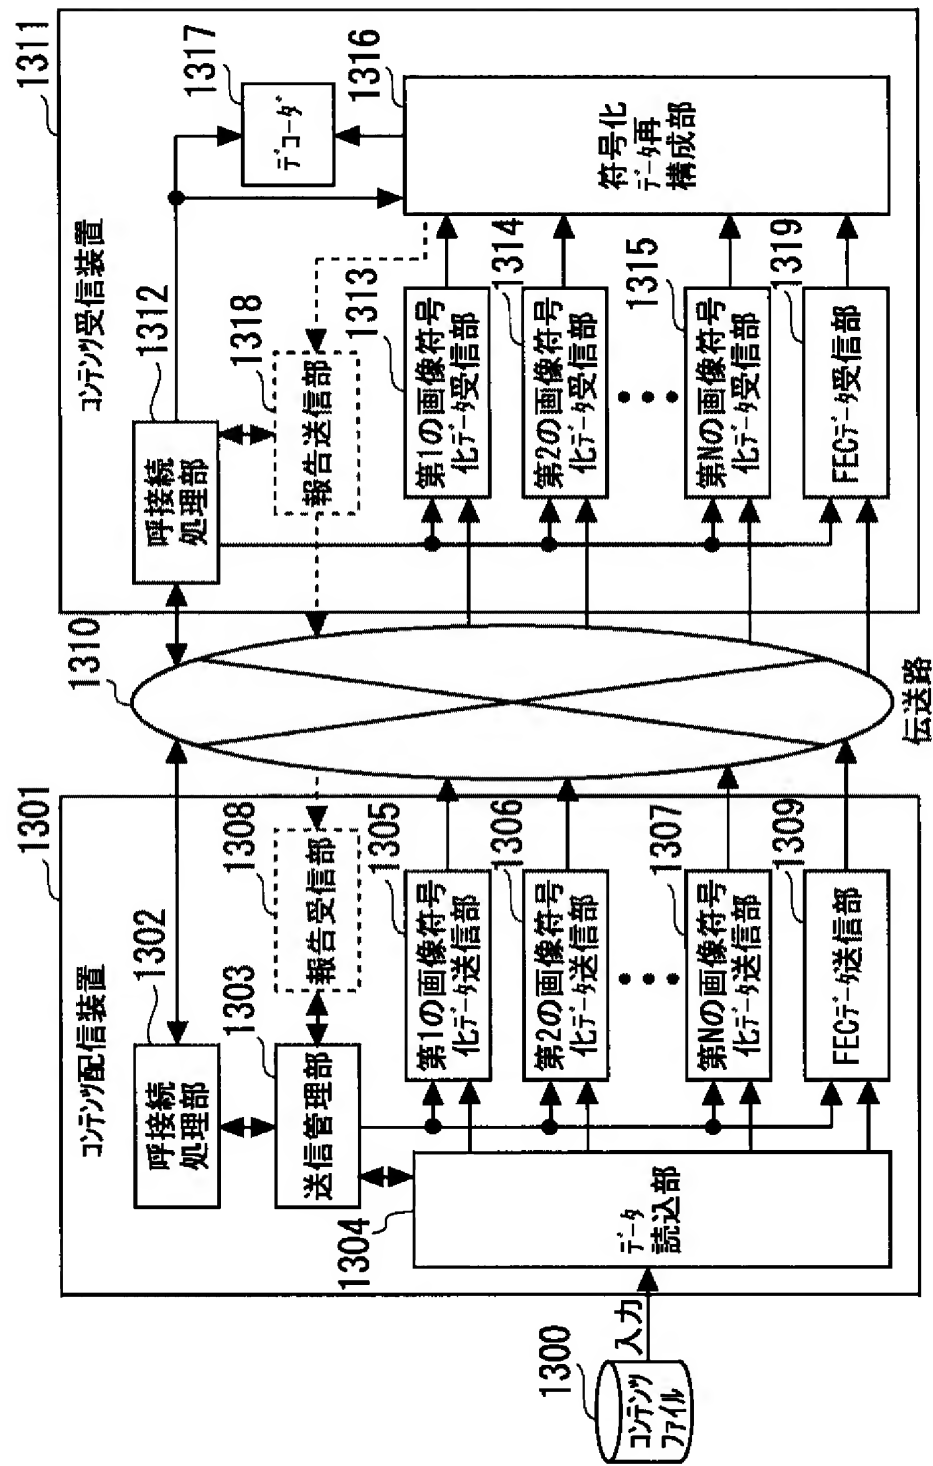 1301
コンテンツ配信装置
1302
呼接続
処理部
1303
送信管理部
1308
報告受信部
1304
データ
読込部
1300
コンテンツ
ファイル
入力
1305
第1の画像符号
化データ送信部
1306
第2の画像符号
化データ送信部
1307
第Nの画像符号
化データ送信部
1309
FECデータ送信部
1310
伝送路
1311
コンテンツ受信装置
1312
呼接続
処理部
1318
報告送信部
1313
第1の画像符号
化データ受信部
1314
第2の画像符号
化データ受信部
1315
第Nの画像符号
化データ受信部
1319
FECデータ受信部
1317
デコーダ
1316
符号化
データ再
構成部